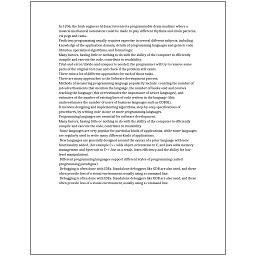 In 1206, the Arab engineer Al-Jazari invented a programmable drum machine where a
musical mechanical automaton could be made to play different rhythms and drum patterns,
via pegs and cams.
Proficient programming usually requires expertise in several different subjects, including
knowledge of the application domain, details of programming languages and generic code
libraries, specialized algorithms, and formal logic.
Many factors, having little or nothing to do with the ability of the computer to efficiently
compile and execute the code, contribute to readability.
Trial-and-error/divide-and-conquer is needed: the programmer will try to remove some
parts of the original test case and check if the problem still exists.
There exist a lot of different approaches for each of those tasks.
There are many approaches to the Software development process.
Methods of measuring programming language popularity include: counting the number of
job advertisements that mention the language, the number of books sold and courses
teaching the language (this overestimates the importance of newer languages), and
estimates of the number of existing lines of code written in the language (this
underestimates the number of users of business languages such as COBOL).
It involves designing and implementing algorithms, step-by-step specifications of
procedures, by writing code in one or more programming languages.
Programming languages are essential for software development.
Many factors, having little or nothing to do with the ability of the computer to efficiently
compile and execute the code, contribute to readability.
Some languages are very popular for particular kinds of applications, while some languages
are regularly used to write many different kinds of applications.
New languages are generally designed around the syntax of a prior language with new
functionality added, (for example C++ adds object-orientation to C, and Java adds memory
management and bytecode to C++, but as a result, loses efficiency and the ability for low-
level manipulation).
Different programming languages support different styles of programming (called
programming paradigms).
Debugging is often done with IDEs. Standalone debuggers like GDB are also used, and these
often provide less of a visual environment, usually using a command line.
Debugging is often done with IDEs. Standalone debuggers like GDB are also used, and these
often provide less of a visual environment, usually using a command line.